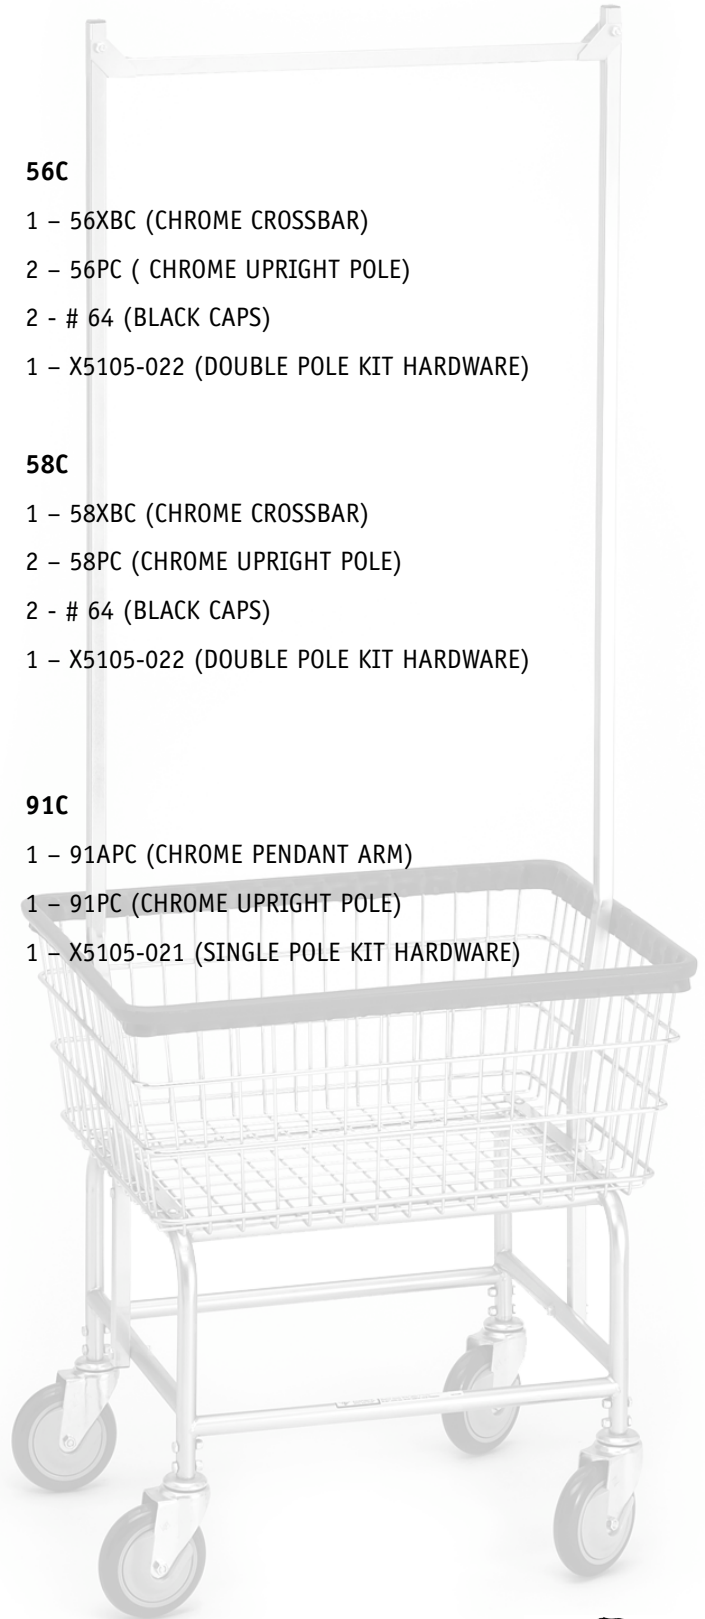 56C
1 – 56XBC (CHROME CROSSBAR)
2 – 56PC ( CHROME UPRIGHT POLE)
2 - # 64 (BLACK CAPS)
1 – X5105-022 (DOUBLE POLE KIT HARDWARE)
58C
1 – 58XBC (CHROME CROSSBAR)
2 – 58PC (CHROME UPRIGHT POLE)
2 - # 64 (BLACK CAPS)
1 – X5105-022 (DOUBLE POLE KIT HARDWARE)
91C
1 – 91APC (CHROME PENDANT ARM)
1 – 91PC (CHROME UPRIGHT POLE)
1 – X5105-021 (SINGLE POLE KIT HARDWARE)